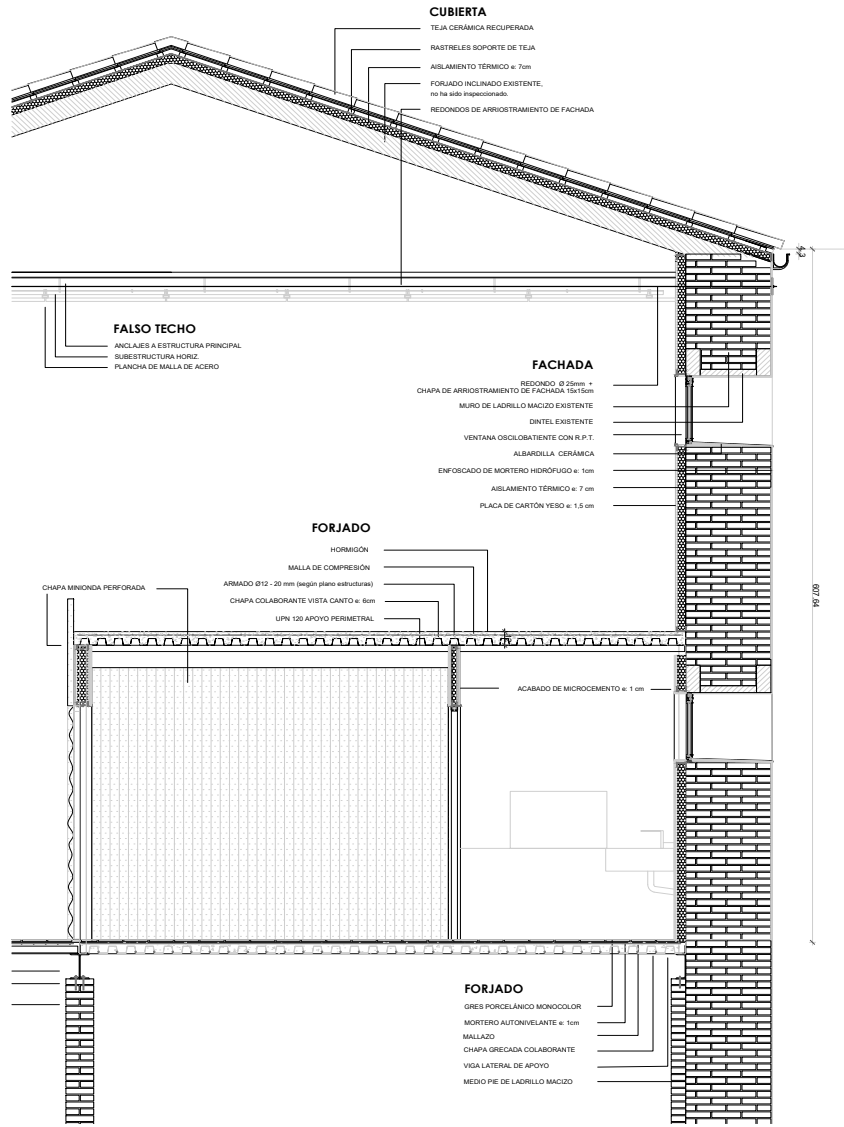 CUBIERTA
TEJA CERÁMICA RECUPERADA
RASTRELES SOPORTE DE TEJA
AISLAMIENTO TÉRMICO e: 7cm
FORJADO INCLINADO EXISTENTE,
no ha sido inspeccionado.
REDONDOS DE ARRIOSTRAMIENTO DE FACHADA
4,3
FALSO TECHO
ANCLAJES A ESTRUCTURA PRINCIPAL
SUBESTRUCTURA HORIZ.
PLANCHA DE MALLA DE ACERO
FACHADA
REDONDO Ø 25mm +
CHAPA DE ARRIOSTRAMIENTO DE FACHADA 15x15cm
MURO DE LADRILLO MACIZO EXISTENTE
DINTEL EXISTENTE
VENTANA OSCILOBATIENTE CON R.P.T.
ALBARDILLA CERÁMICA
ENFOSCADO DE MORTERO HIDRÓFUGO e: 1cm
AISLAMIENTO TÉRMICO e: 7 cm
PLACA DE CARTÓN YESO e: 1,5 cm
FORJADO
HORMIGÓN
MALLA DE COMPRESIÓN
ARMADO Ø12 - 20 mm (según plano estructuras)
CHAPA COLABORANTE VISTA CANTO e: 6cm
UPN 120 APOYO PERIMETRAL
CHAPA MINIONDA PERFORADA
607,64
ACABADO DE MICROCEMENTO e: 1 cm
FORJADO
GRES PORCELÁNICO MONOCOLOR
MORTERO AUTONIVELANTE e: 1cm
MALLAZO
CHAPA GRECADA COLABORANTE
VIGA LATERAL DE APOYO
MEDIO PIE DE LADRILLO MACIZO